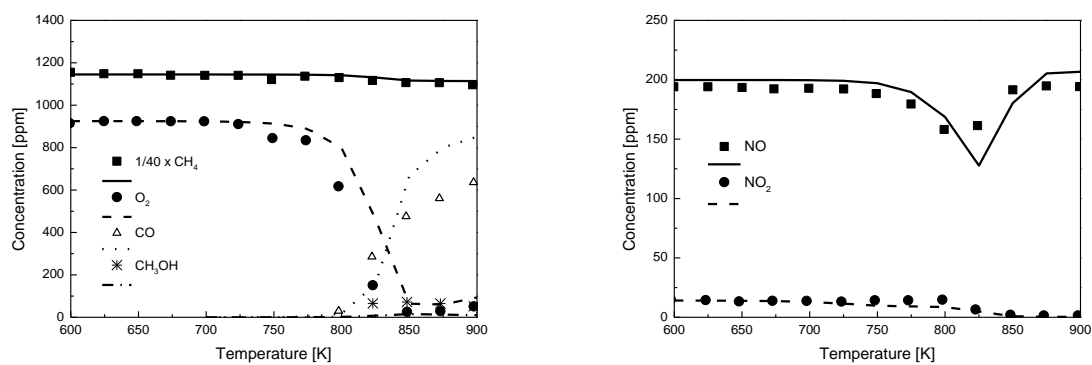 1400
1200
1000
800
600
400
200
0
Concentration [ppm]
1/40 x CH₄
O₂
CO
CH₃OH
600 650 700 750 800 850 900
Temperature [K]
250
200
150
100
50
0
Concentration [ppm]
NO
NO₂
600 650 700 750 800 850 900
Temperature [K]